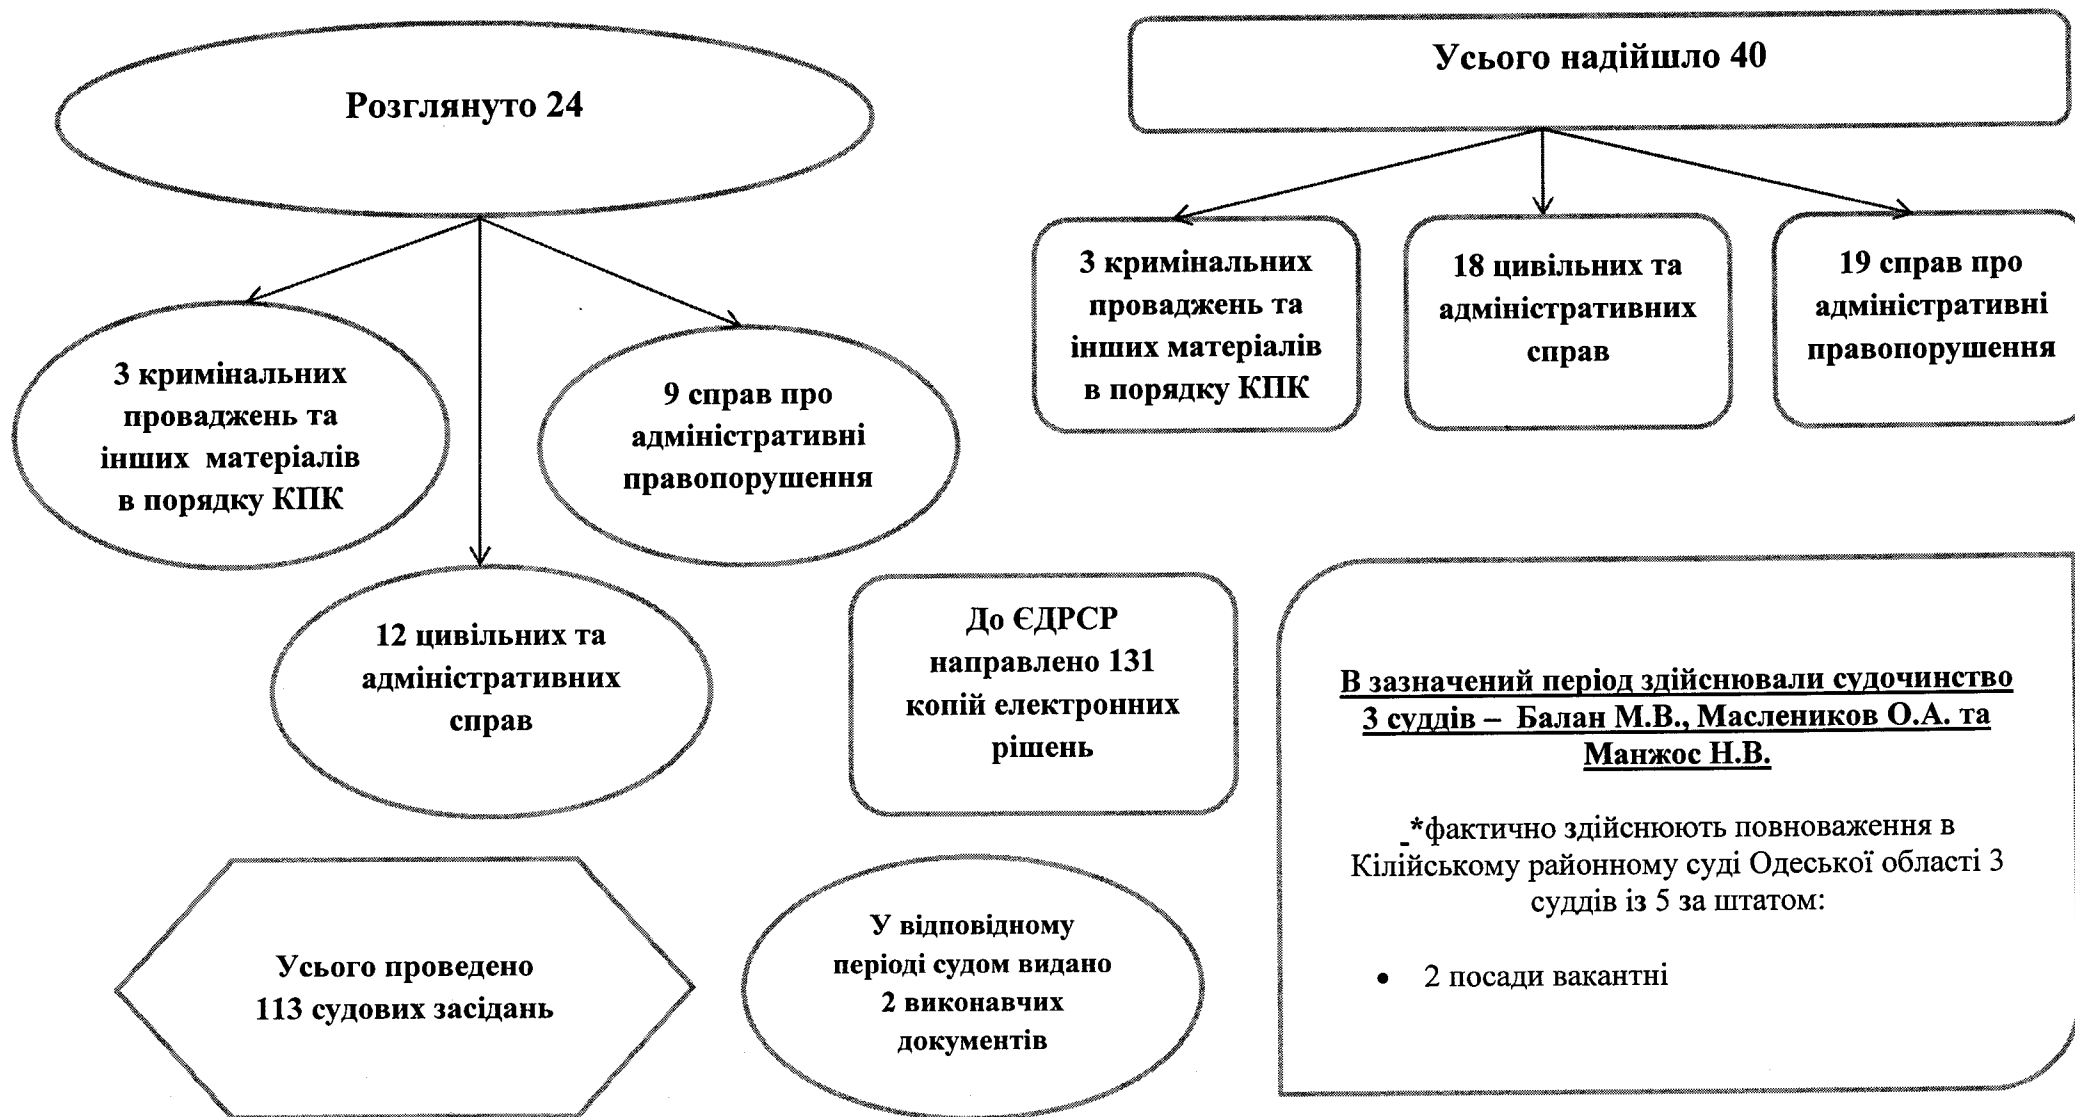 Розглянуто 24
Усього надійшло 40
3 кримінальних
проваджень та
інших матеріалів
в порядку КПК
18 цивільних та
адміністративних
справ
19 справ про
адміністративні
правопорушення
3 кримінальних
проваджень та
інших матеріалів
в порядку КПК
9 справ про
адміністративні
правопорушення
12 цивільних та
адміністративних
справ
До ЄДРСР
направлено 131
копій електронних
рішень
В зазначений період здійснювали судочинство
3 суддів – Балан М.В., Маслеников О.А. та
Манжос Н.В.
*фактично здійснюють повноваження в
Кілійському районному суді Одеської області 3
суддів із 5 за штатом:
• 2 посади вакантні
Усього проведено
113 судових засідань
У відповідному
періоді судом видано
2 виконавчих
документів